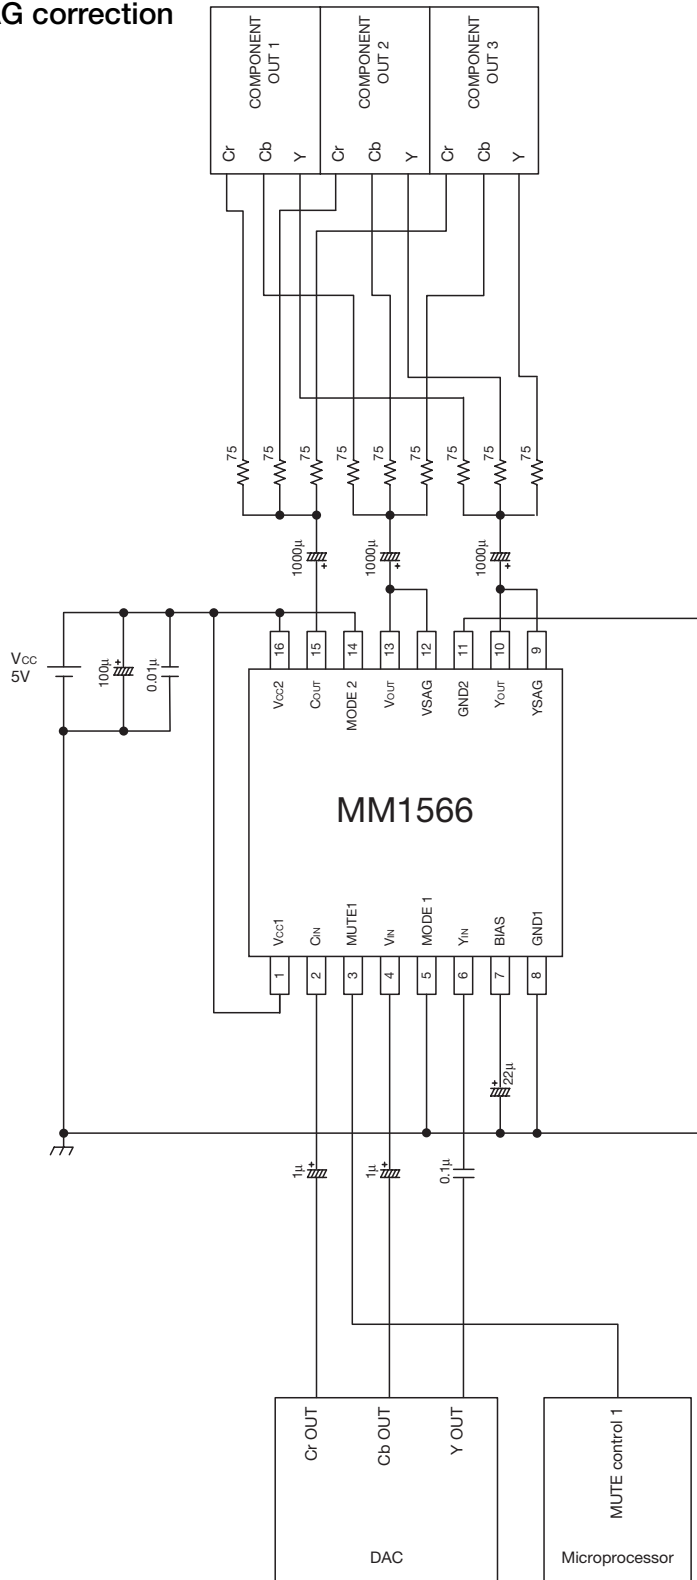 G correction
COMPONENT
OUT 1
COMPONENT
OUT 2
COMPONENT
OUT 3
Cr
Cb
Y
Cr
Cb
Y
Cr
Cb
Y
75
75
75
75
75
75
75
75
75
1000μ
+
1000μ
+
1000μ
+
VCC
5V
100μ
+
0.01μ
16
15
14
13
12
11
10
9
VCC2
COUT
MODE 2
VOUT
VSAG
GND2
YOUT
YSAG
MM1566
VCC1
CIN
MUTE1
VIN
MODE 1
YIN
BIAS
GND1
1
2
3
4
5
6
7
8
+
22μ
1μ
+
1μ
+
0.1μ
Cr OUT
Cb OUT
Y OUT
DAC
MUTE control 1
Microprocessor